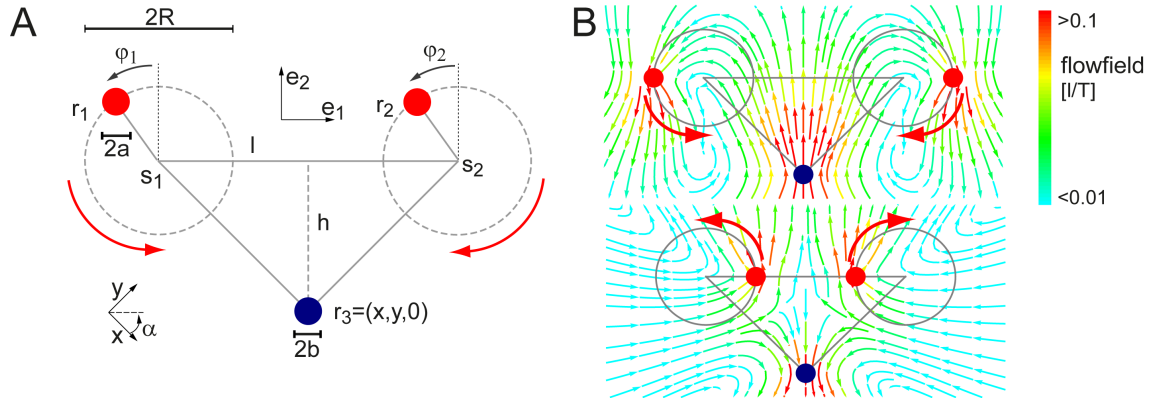 A
2R
φ1
φ2
e2
e1
r1
r2
2a
l
s1
s2
h
y
x
α
r3=(x,y,0)
2b
B
>0.1
flowfield
[l/T]
<0.01